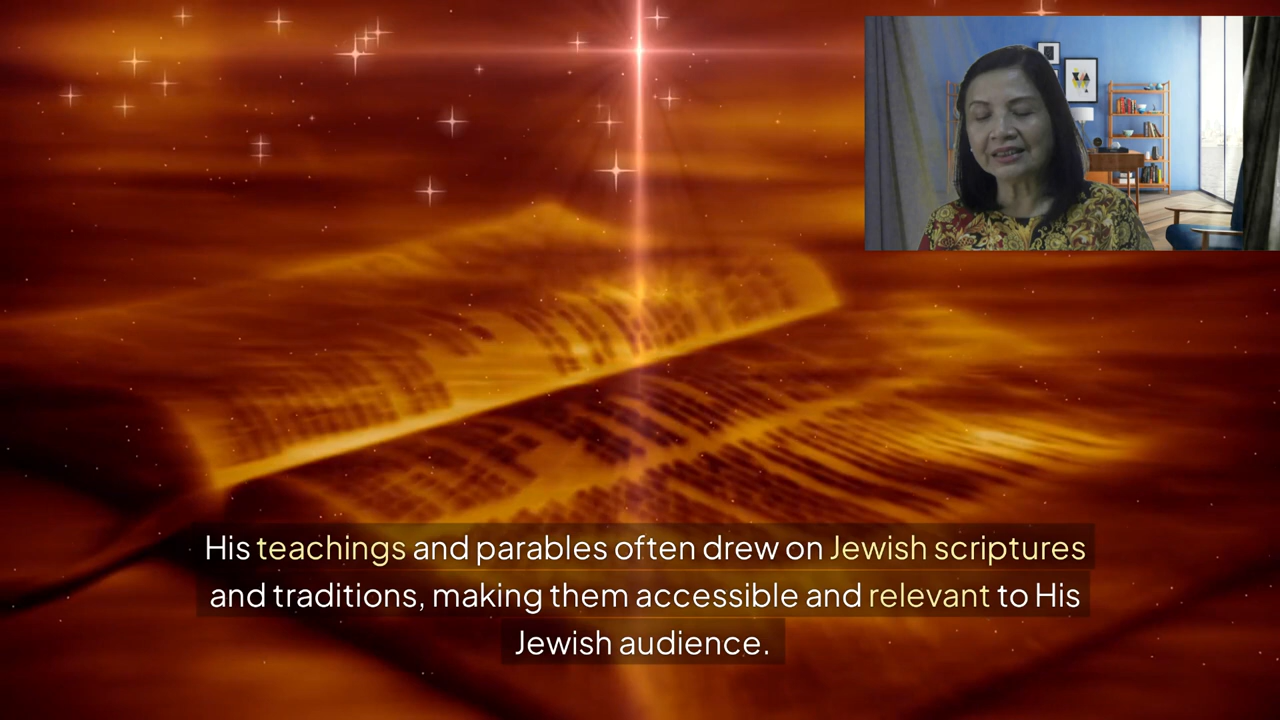 His teachings and parables often drew on Jewish scriptures
and traditions, making them accessible and relevant to His
Jewish audience.